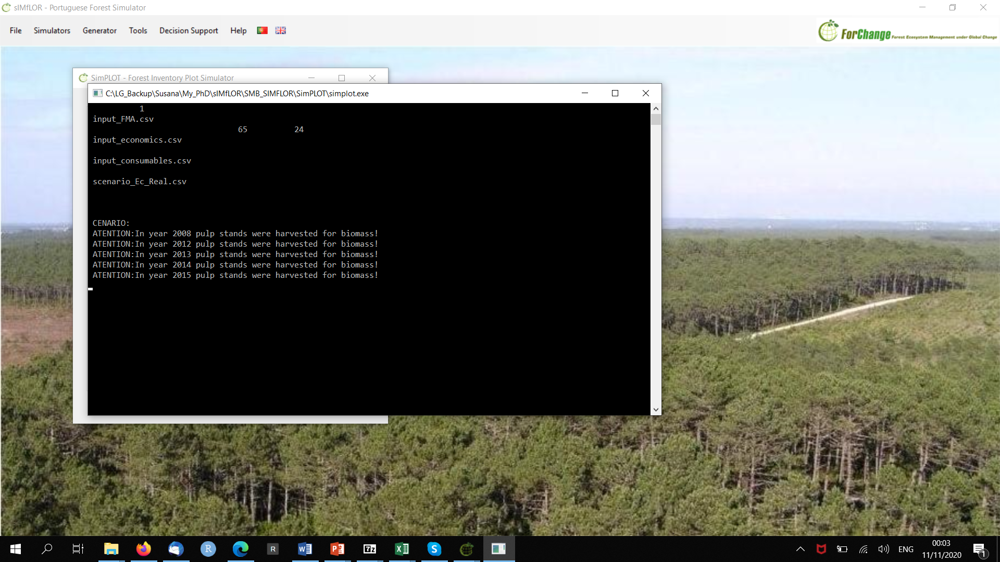 sIMfLOR - Portuguese Forest Simulator
File Simulators Generator Tools Decision Support Help
ForChange Forest Ecosystem Management under Global Change
SimPLOT - Forest Inventory Plot Simulator
C:\LG_Backup\Susana\My_PhD\sIMfLOR\SMB_SIMFLOR\SimPLOT\simplot.exe
1
input_FMA.csv
65 24
input_economics.csv
input_consumables.csv
scenario_Ec_Real.csv
CENARIO:
ATENTION:In year 2008 pulp stands were harvested for biomass!
ATENTION:In year 2012 pulp stands were harvested for biomass!
ATENTION:In year 2013 pulp stands were harvested for biomass!
ATENTION:In year 2014 pulp stands were harvested for biomass!
ATENTION:In year 2015 pulp stands were harvested for biomass!
R R W P 7z X S
ENG
00:03
11/11/2020
1